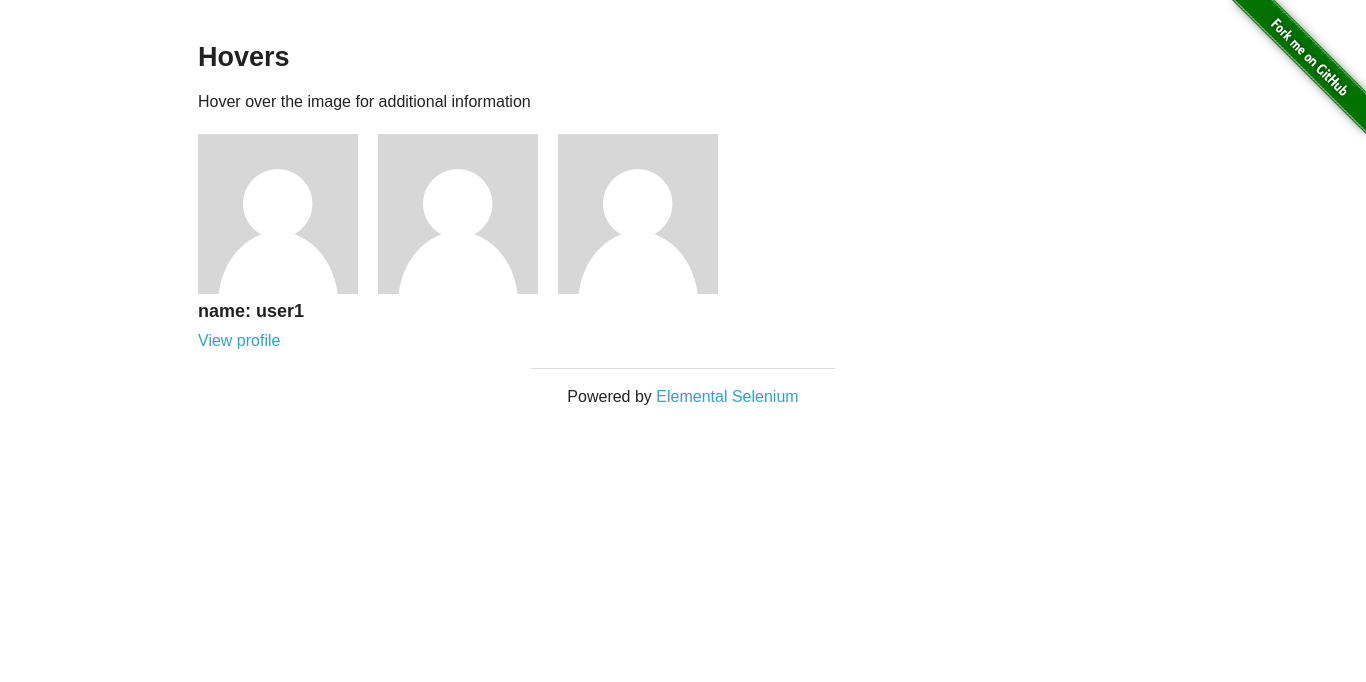 Hovers
Hover over the image for additional information
name: user1
View profile
Powered by Elemental Selenium
Fork me on GitHub